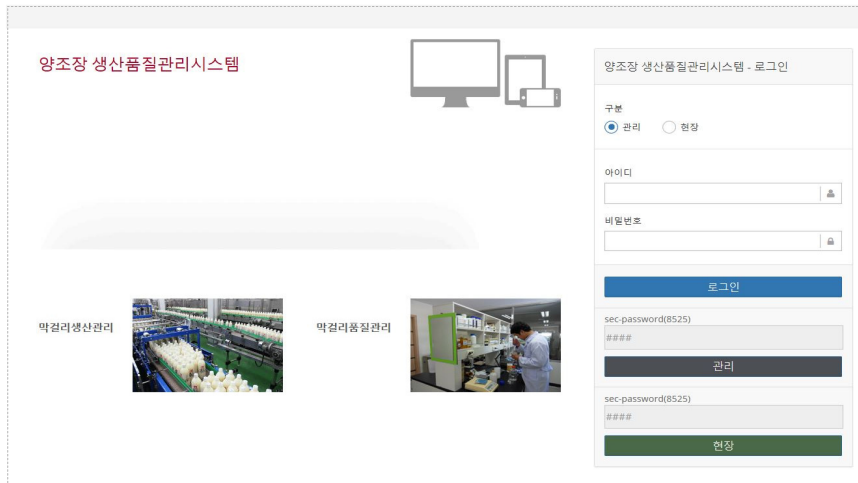 양조장 생산품질관리시스템
막걸리생산관리
막걸리품질관리
양조장 생산품질관리시스템 - 로그인
구분
관리 현장
아이디
비밀번호
로그인
sec-password(8525)
####
관리
sec-password(8525)
####
현장